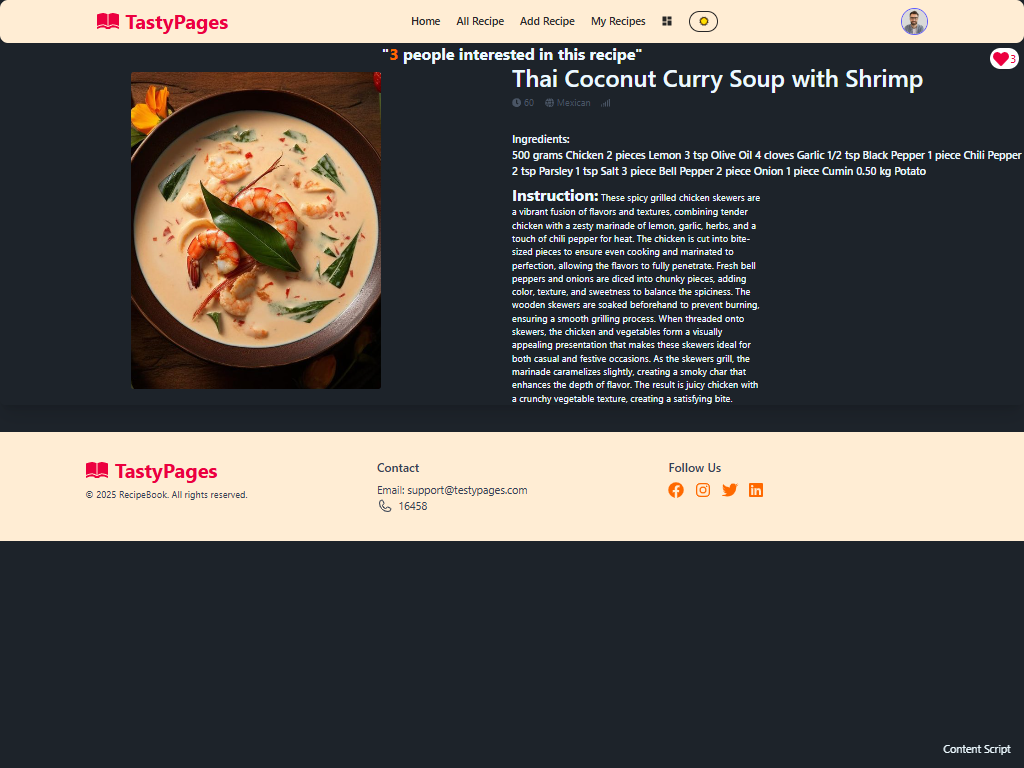 TastyPages
Home All Recipe Add Recipe My Recipes
"3 people interested in this recipe"
3
Thai Coconut Curry Soup with Shrimp
60 Mexican
Ingredients:
500 grams Chicken 2 pieces Lemon 3 tsp Olive Oil 4 cloves Garlic 1/2 tsp Black Pepper 1 piece Chili Pepper
2 tsp Parsley 1 tsp Salt 3 piece Bell Pepper 2 piece Onion 1 piece Cumin 0.50 kg Potato
Instruction: These spicy grilled chicken skewers are
a vibrant fusion of flavors and textures, combining tender
chicken with a zesty marinade of lemon, garlic, herbs, and a
touch of chili pepper for heat. The chicken is cut into bite-
sized pieces to ensure even cooking and marinated to
perfection, allowing the flavors to fully penetrate. Fresh bell
peppers and onions are diced into chunky pieces, adding
color, texture, and sweetness to balance the spiciness. The
wooden skewers are soaked beforehand to prevent burning,
ensuring a smooth grilling process. When threaded onto
skewers, the chicken and vegetables form a visually
appealing presentation that makes these skewers ideal for
both casual and festive occasions. As the skewers grill, the
marinade caramelizes slightly, creating a smoky char that
enhances the depth of flavor. The result is juicy chicken with
a crunchy vegetable texture, creating a satisfying bite.
TastyPages
© 2025 RecipeBook. All rights reserved.
Contact
Email: support@testypages.com
16458
Follow Us
Content Script